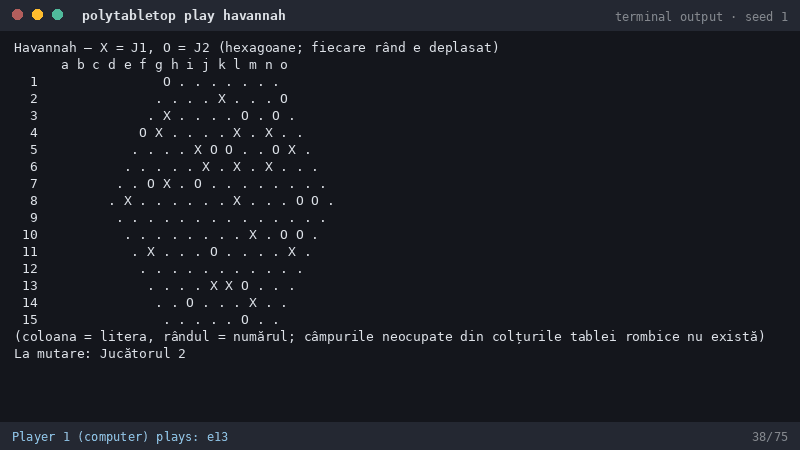 polytabletop play havannah
terminal output · seed 1
Havannah — X = J1, O = J2 (hexagoane; fiecare rând e deplasat)
      a b c d e f g h i j k l m n o
  1                O . . . . . . .
  2               . . . . X . . . O
  3              . X . . . . O . O .
  4             O X . . . . X . X . .
  5            . . . . X O O . . O X .
  6           . . . . . X . X . X . . .
  7          . . O X . O . . . . . . . .
  8         . X . . . . . . X . . . O O .
  9          . . . . . . . . . . . . . .
 10           . . . . . . . . X . O O .
 11            . X . . . O . . . . X .
 12             . . . . . . . . . . .
 13              . . . . X X O . . .
 14               . . O . . . X . .
 15                . . . . . O . .
(coloana = litera, rândul = numărul; câmpurile neocupate din colțurile tablei rombice nu există)
La mutare: Jucătorul 2
Player 1 (computer) plays: e13
38/75